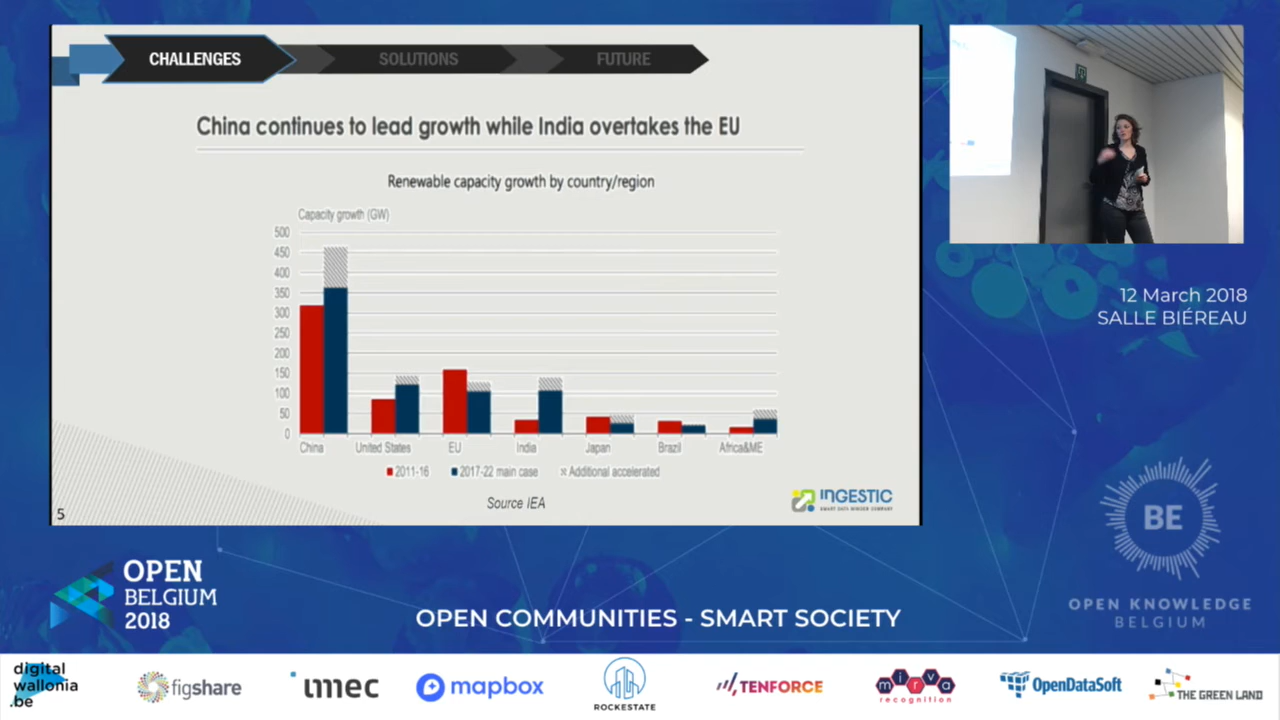 CHALLENGES
SOLUTIONS
FUTURE
China continues to lead growth while India overtakes the EU
Renewable capacity growth by country/region
Capacity growth (GW)
500
450
400
350
300
250
200
150
100
50
0
China United States EU India Japan Brazil Africa&ME
2011-16 2017-22 main case Additional accelerated
Source IEA
INGESTIC
SMART DATA WINDOW COMPANY
5
12 March 2018
SALLE BIÉREAU
OPEN
BELGIUM
2018
OPEN COMMUNITIES - SMART SOCIETY
BE
OPEN KNOWLEDGE
BELGIUM
digital
wallonia
.be
figshare
imec
mapbox
ROCKESTATE
TENFORCE
mirva
recognition
OpenDataSoft
THE GREEN LAND